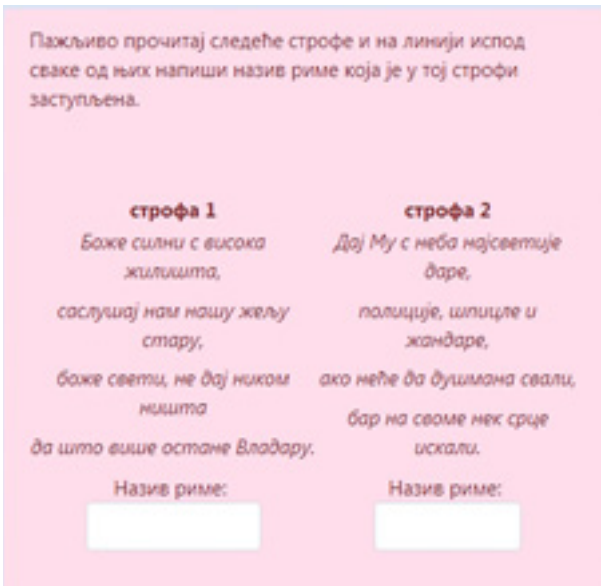 Пажљиво прочитај следеће строфе и на линији испод
сваке од њих напиши назив риме која је у тој строфи
заступљена.
строфа 1
Боже силни с висока
жилишта,
саслушај нам нашу жељу
стару,
боже свети, не дај ником
ништа
да што више остане Владару.
Назив риме:
строфа 2
Дај Му с неба најсветије
даре,
полиције, шпицле и
жандаре,
ако неће да душмана свали,
бар на своме нек срце
искали.
Назив риме: